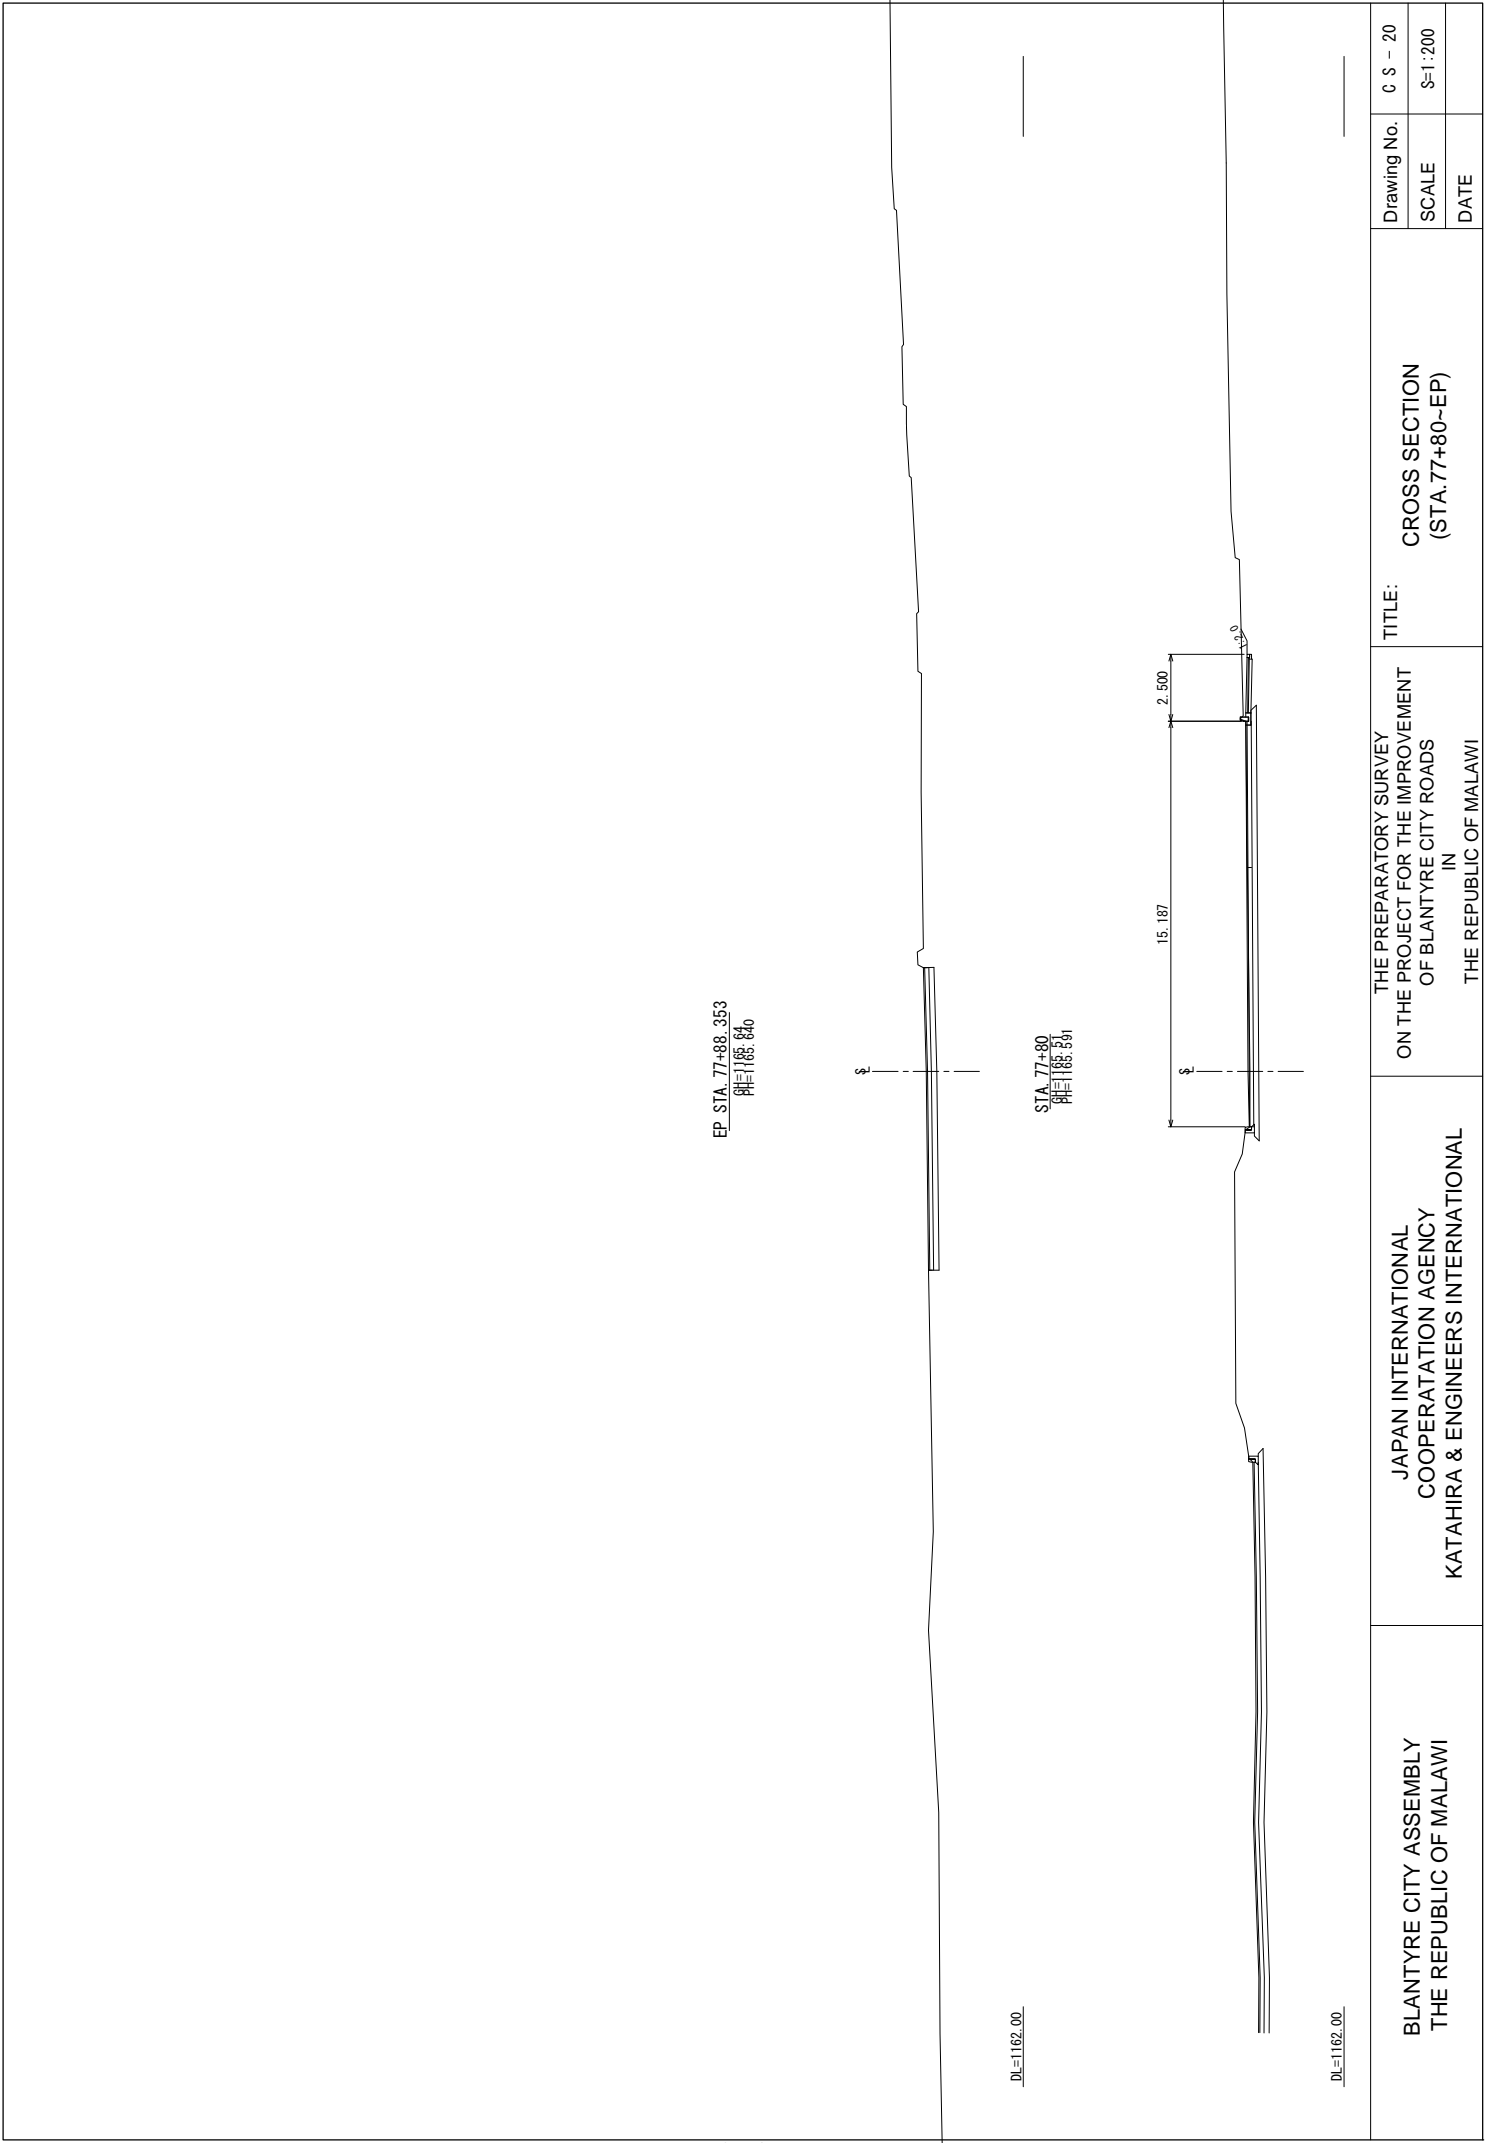 EP STA. 77+88.353
GH=1165.64
PH=1165.640
DL=1162.00
STA. 77+80
GH=1165.51
PH=1165.591
15.187
2.500
DL=1162.00
BLANTYRE CITY ASSEMBLY
THE REPUBLIC OF MALAWI
JAPAN INTERNATIONAL
COOPERATATION AGENCY
KATAHIRA & ENGINEERS INTERNATIONAL
THE PREPARATORY SURVEY
ON THE PROJECT FOR THE IMPROVEMENT
OF BLANTYRE CITY ROADS
IN
THE REPUBLIC OF MALAWI
TITLE:
CROSS SECTION
(STA.77+80~EP)
Drawing No. C S - 20
SCALE S=1:200
DATE